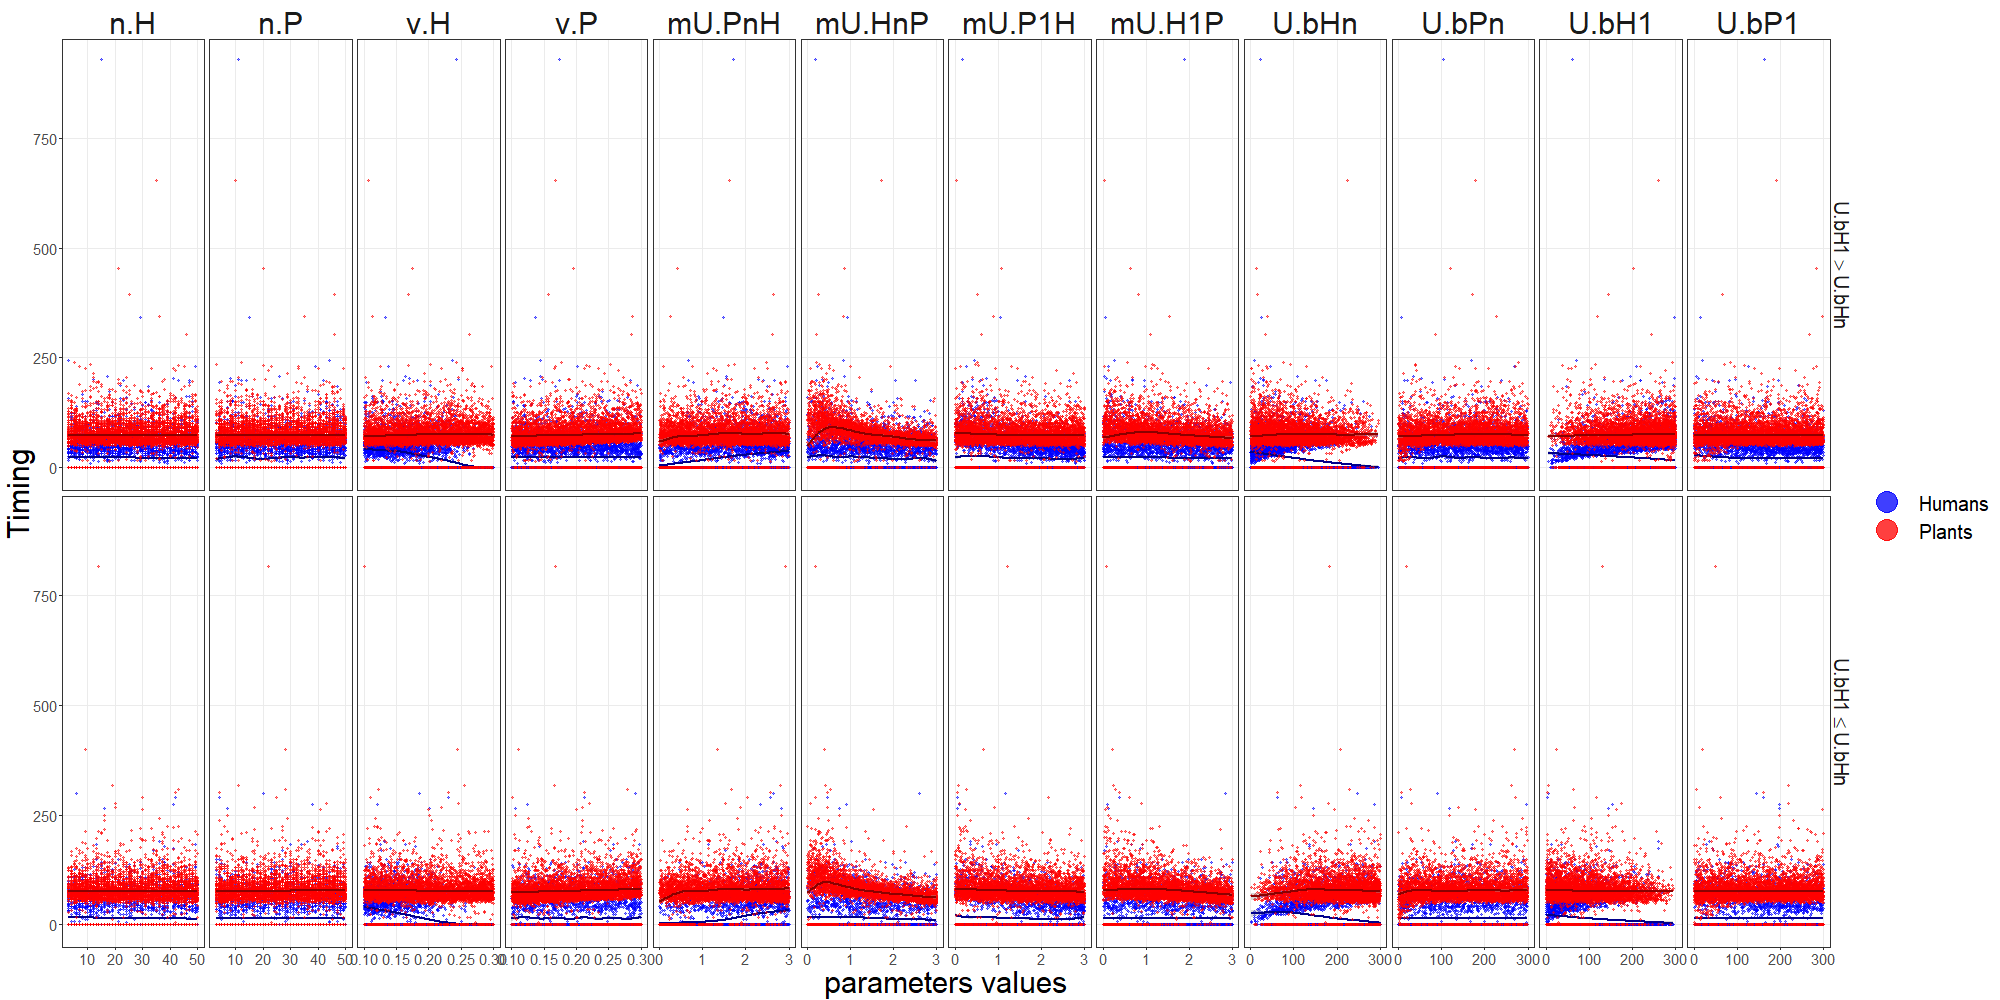 n.H n.P v.H v.P mU.PnH mU.HnP mU.P1H mU.H1P U.bHn U.bPn U.bH1 U.bP1
750
500
250
0
U.bH1 > U.bHn
Timing
Humans
Plants
750
500
250
0
U.bH1 ≤ U.bHn
10 20 30 40 50 10 20 30 40 50 0.10 0.15 0.20 0.25 0.30 0.10 0.15 0.20 0.25 0.30 0 1 2 3 0 1 2 3 0 1 2 3 0 1 2 3 0 100 200 300 0 100 200 300 0 100 200 300 0 100 200 300
parameters values